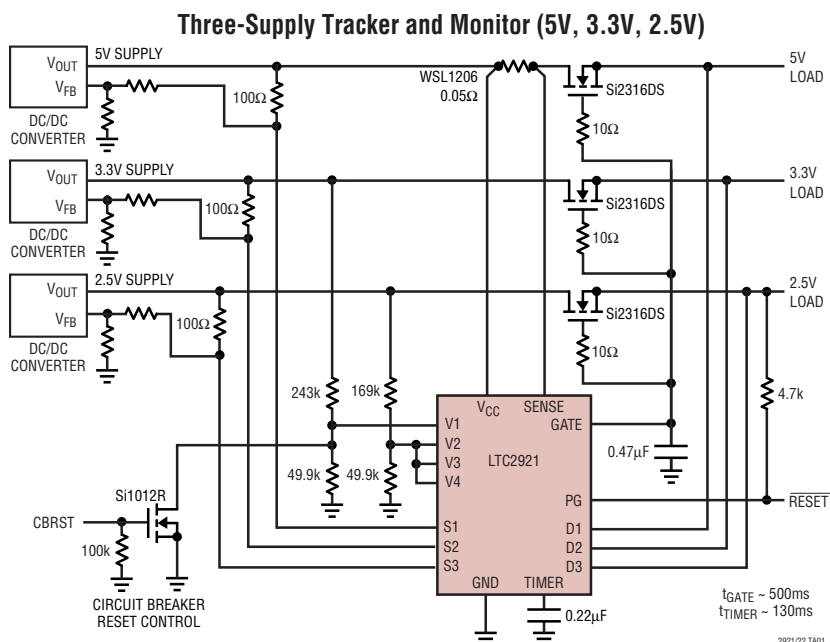 Three-Supply Tracker and Monitor (5V, 3.3V, 2.5V)
VOUT
5V SUPPLY
VFB
DC/DC
CONVERTER
100Ω
WSL1206
0.05Ω
Si2316DS
10Ω
5V
LOAD
VOUT
3.3V SUPPLY
VFB
DC/DC
CONVERTER
100Ω
Si2316DS
10Ω
3.3V
LOAD
VOUT
2.5V SUPPLY
VFB
DC/DC
CONVERTER
100Ω
Si2316DS
10Ω
2.5V
LOAD
243k
169k
4.7k
VCC
SENSE
V1
GATE
V2
V3
LTC2921
V4
0.47µF
49.9k
49.9k
Si1012R
CBRST
100k
PG
RESET
S1
D1
S2
D2
S3
D3
GND
TIMER
CIRCUIT BREAKER
RESET CONTROL
0.22µF
tGATE ~ 500ms
tTIMER ~ 130ms
2921/22 TA01